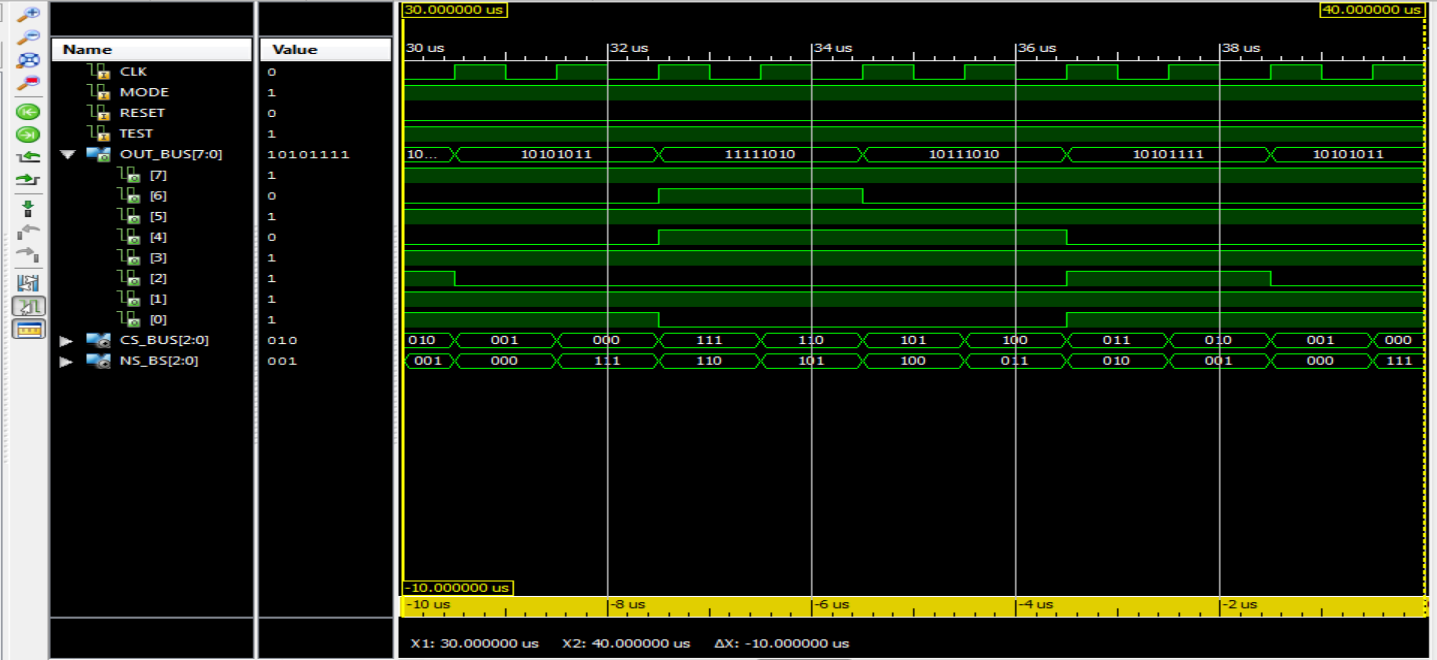 30.000000 us 40.000000 us
Name Value 30 us 32 us 34 us 36 us 38 us
CLK 0
MODE 1
RESET 0
TEST 1
OUT_BUS[7:0] 10101111 10... 10101011 11111010 10111010 10101111 10101011
[7] 1
[6] 0
[5] 1
[4] 0
[3] 1
[2] 1
[1] 1
[0] 1
CS_BUS[2:0] 010 010 001 000 111 110 101 100 011 010 001 000
NS_BS[2:0] 001 001 000 111 110 101 100 011 010 001 000 111
-10.000000 us
-10 us -8 us -6 us -4 us -2 us
X1: 30.000000 us X2: 40.000000 us ΔX: -10.000000 us